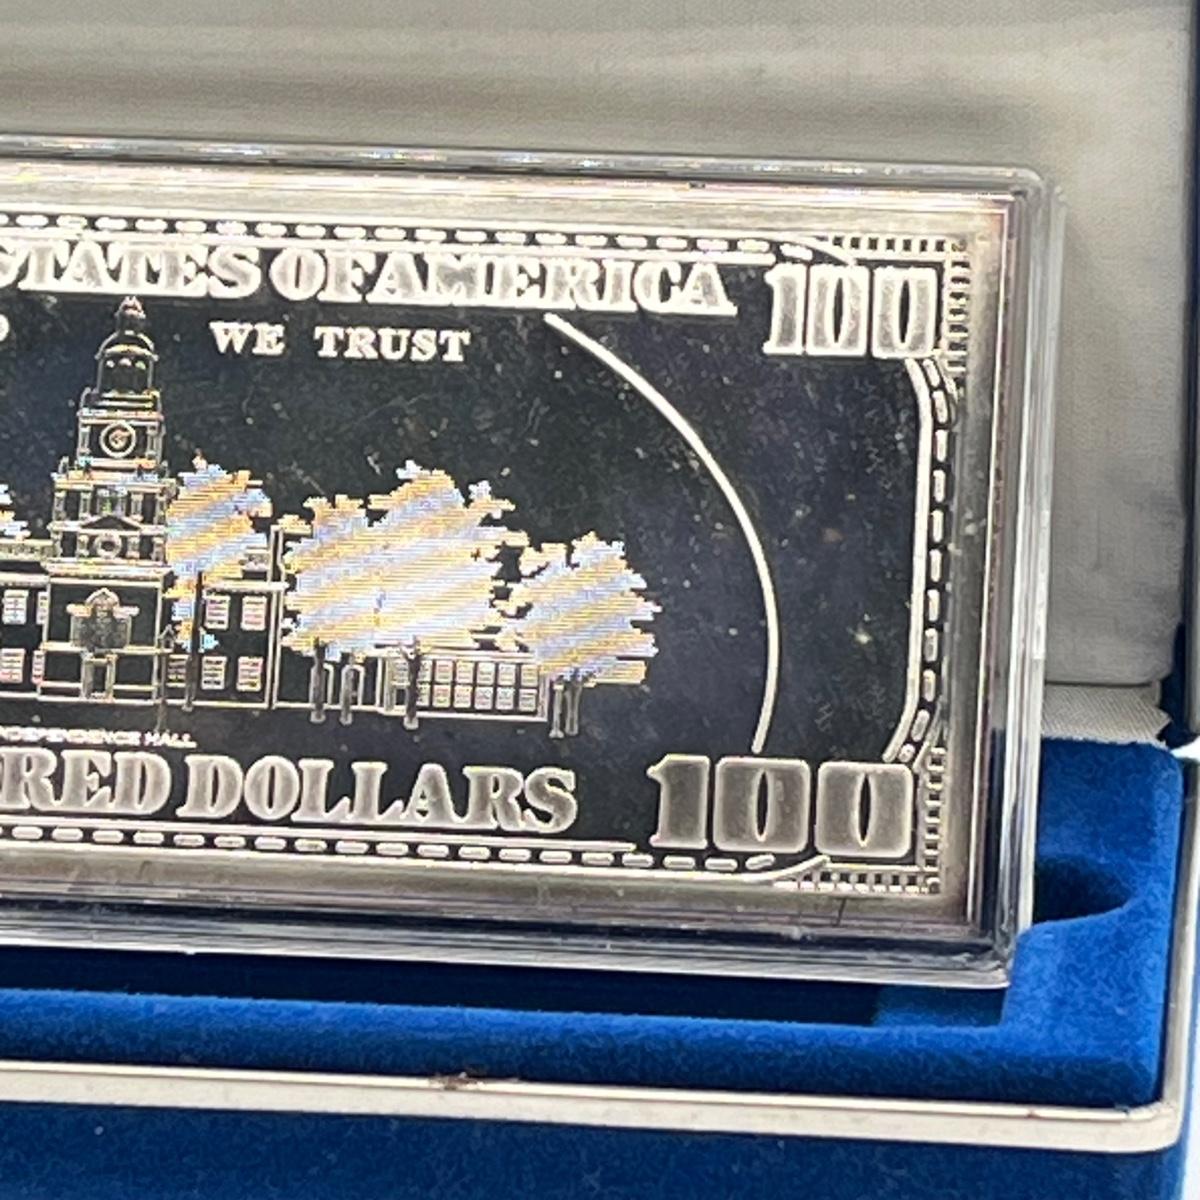 STATES OF AMERICA 100
WE TRUST
INDEPENDENCE HALL
RED DOLLARS 100